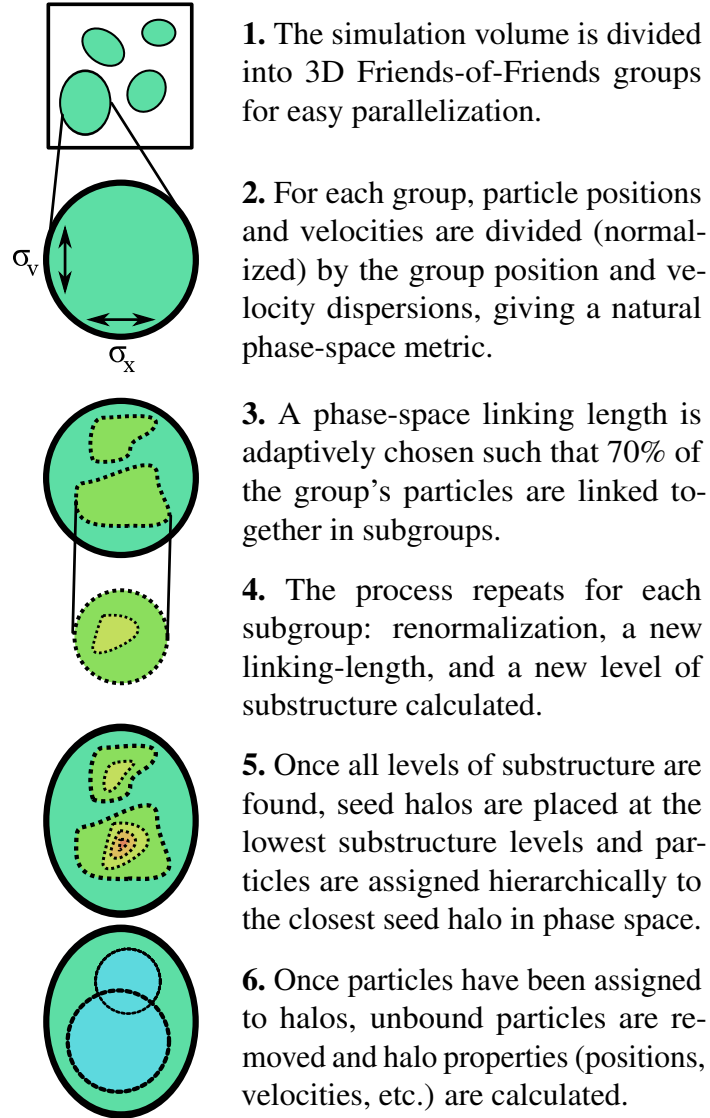 1. The simulation volume is divided
into 3D Friends-of-Friends groups
for easy parallelization.
2. For each group, particle positions
and velocities are divided (normal-
ized) by the group position and ve-
locity dispersions, giving a natural
phase-space metric.
σv
σx
3. A phase-space linking length is
adaptively chosen such that 70% of
the group's particles are linked to-
gether in subgroups.
4. The process repeats for each
subgroup: renormalization, a new
linking-length, and a new level of
substructure calculated.
5. Once all levels of substructure are
found, seed halos are placed at the
lowest substructure levels and par-
ticles are assigned hierarchically to
the closest seed halo in phase space.
6. Once particles have been assigned
to halos, unbound particles are re-
moved and halo properties (positions,
velocities, etc.) are calculated.